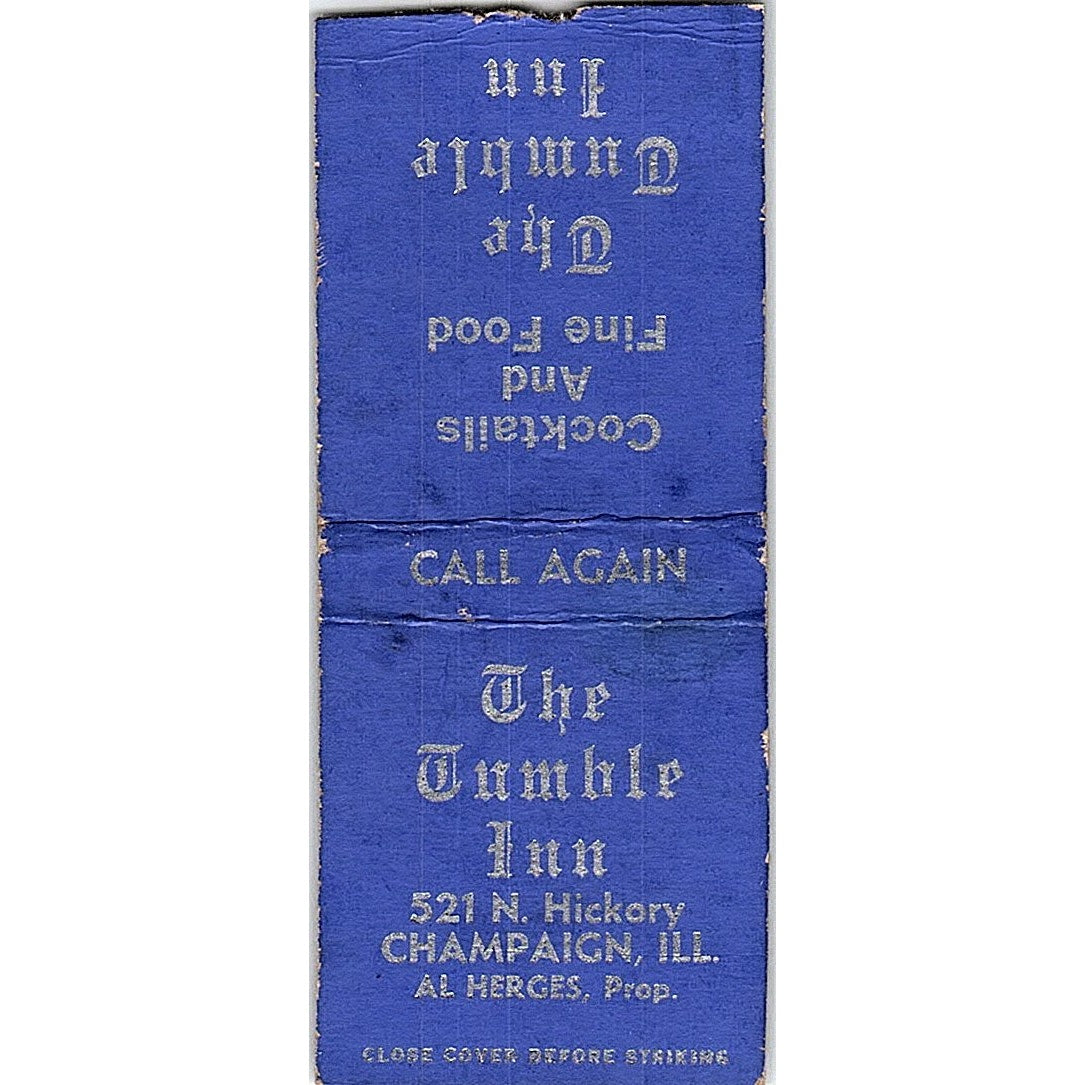 The
Tumble
Inn
Fine Food
And
Cocktails
CALL AGAIN
The
Tumble
Inn
521 N. Hickory
CHAMPAIGN, ILL.
AL HERGES, Prop.
CLOSE COVER BEFORE STRIKING